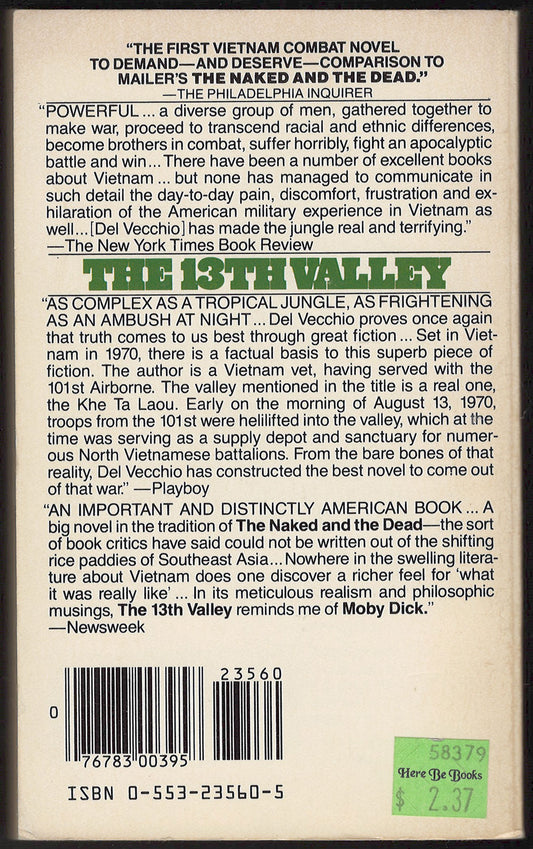 “THE FIRST VIETNAM COMBAT NOVEL
TO DEMAND—AND DESERVE—COMPARISON TO
MAILER’S THE NAKED AND THE DEAD.”
—THE PHILADELPHIA INQUIRER
“POWERFUL... a diverse group of men, gathered together to
make war, proceed to transcend racial and ethnic differences,
become brothers in combat, suffer horribly, fight an apocalyptic
battle and win...There have been a number of excellent books
about Vietnam ... but none has managed to communicate in
such detail the day-to-day pain, discomfort, frustration and ex-
hilaration of the American military experience in Vietnam as
well...[Del Vecchio] has made the jungle real and terrifying.”
—The New York Times Book Review
THE 13TH VALLEY
“AS COMPLEX AS A TROPICAL JUNGLE, AS FRIGHTENING
AS AN AMBUSH AT NIGHT... Del Vecchio proves once again
that truth comes to us best through great fiction... Set in Viet-
nam in 1970, there is a factual basis to this superb piece of
fiction. The author is a Vietnam vet, having served with the
101st Airborne. The valley mentioned in the title is a real one,
the Khe Ta Laou. Early on the morning of August 13, 1970,
troops from the 101st were helilifted into the valley, which at the
time was serving as a supply depot and sanctuary for numer-
ous North Vietnamese battalions. From the bare bones of that
reality, Del Vecchio has constructed the best novel to come out
of that war.” —Playboy
“AN IMPORTANT AND DISTINCTLY AMERICAN BOOK ... A
big novel in the tradition of The Naked and the Dead—the sort
of book critics have said could not be written out of the shifting
rice paddies of Southeast Asia... Nowhere in the swelling litera-
ture about Vietnam does one discover a richer feel for ‘what
it was really like’ ... In its meticulous realism and philosophic
musings, The 13th Valley reminds me of Moby Dick.”
—Newsweek
23560
0
76783 00395
ISBN 0-553-23560-5
58379
Here Be Books
$ 2.37